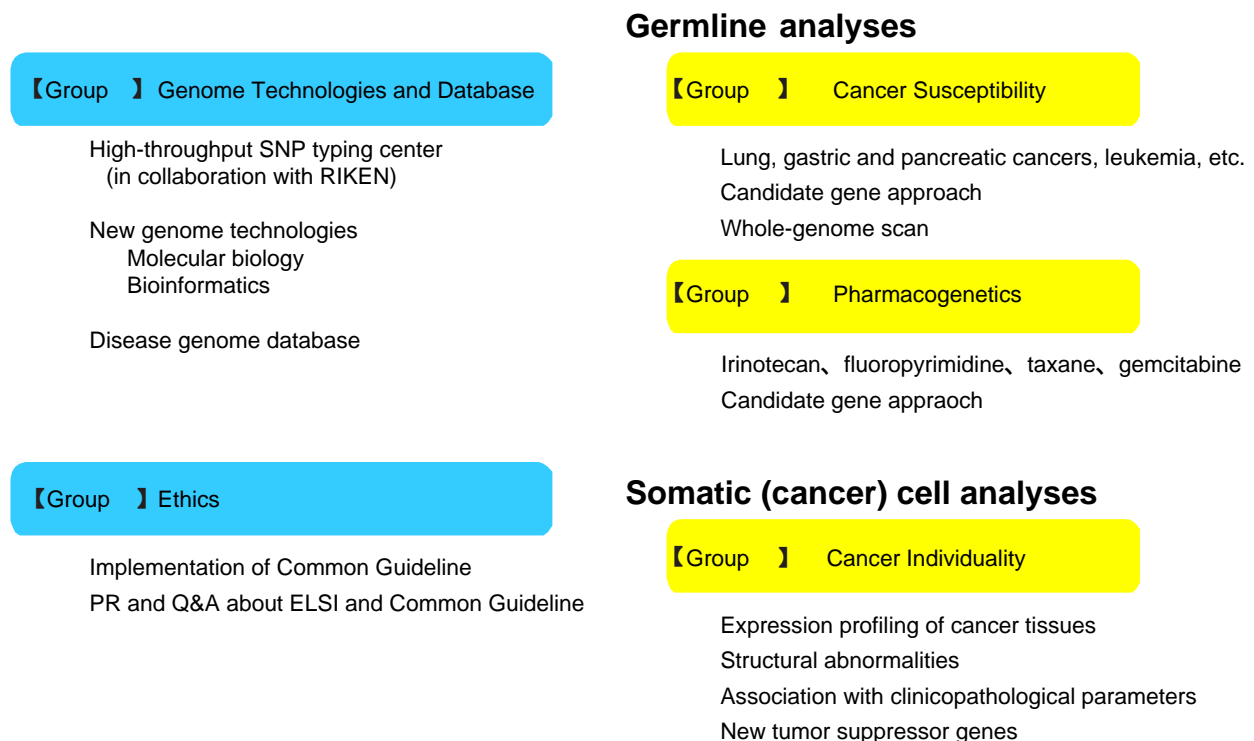 【Group 】 Genome Technologies and Database
High-throughput SNP typing center
(in collaboration with RIKEN)
New genome technologies
Molecular biology
Bioinformatics
Disease genome database
【Group 】 Ethics
Implementation of Common Guideline
PR and Q&A about ELSI and Common Guideline
Germline analyses
【Group 】 Cancer Susceptibility
Lung, gastric and pancreatic cancers, leukemia, etc.
Candidate gene approach
Whole-genome scan
【Group 】 Pharmacogenetics
Irinotecan、fluoropyrimidine、taxane、gemcitabine
Candidate gene appraoch
Somatic (cancer) cell analyses
【Group 】 Cancer Individuality
Expression profiling of cancer tissues
Structural abnormalities
Association with clinicopathological parameters
New tumor suppressor genes